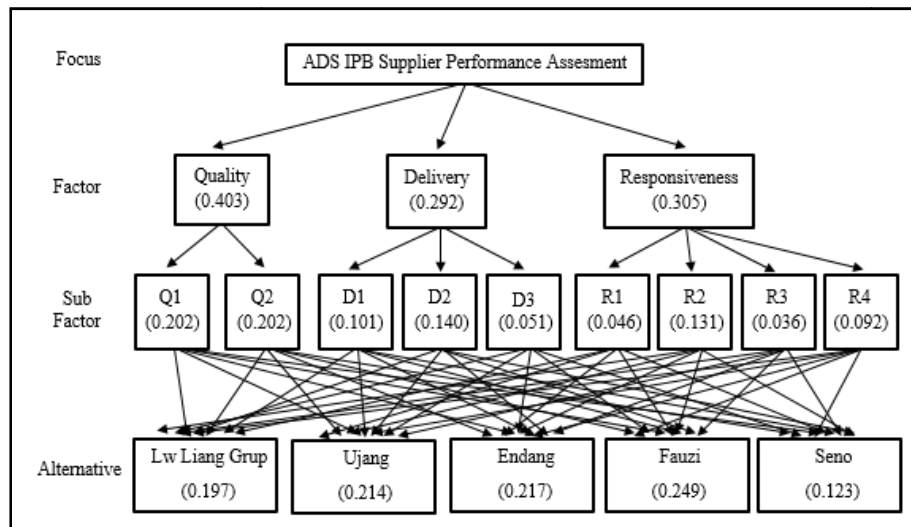 Focus
ADS IPB Supplier Performance Assesment
Factor
Quality
(0.403)
Delivery
(0.292)
Responsiveness
(0.305)
Sub
Factor
Q1
(0.202)
Q2
(0.202)
D1
(0.101)
D2
(0.140)
D3
(0.051)
R1
(0.046)
R2
(0.131)
R3
(0.036)
R4
(0.092)
Alternative
Lw Liang Grup
(0.197)
Ujang
(0.214)
Endang
(0.217)
Fauzi
(0.249)
Seno
(0.123)